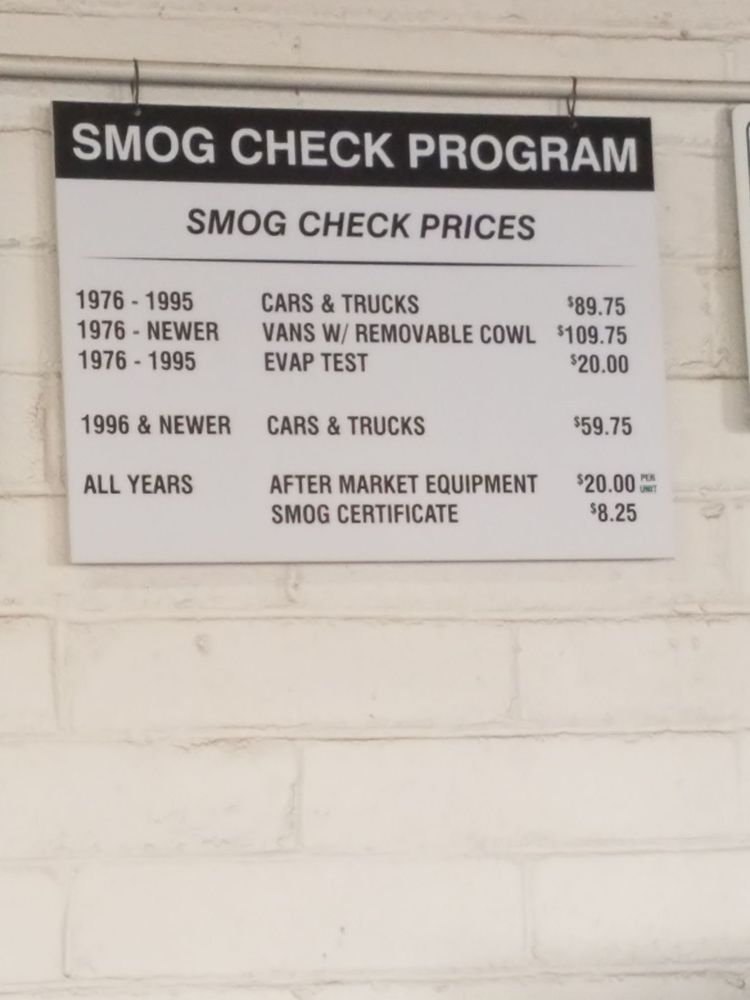 SMOG CHECK PROGRAM
SMOG CHECK PRICES
1976 - 1995 CARS & TRUCKS $89.75
1976 - NEWER VANS W/ REMOVABLE COWL $109.75
1976 - 1995 EVAP TEST $20.00
1996 & NEWER CARS & TRUCKS $59.75
ALL YEARS AFTER MARKET EQUIPMENT $20.00 PER UNIT
SMOG CERTIFICATE $8.25